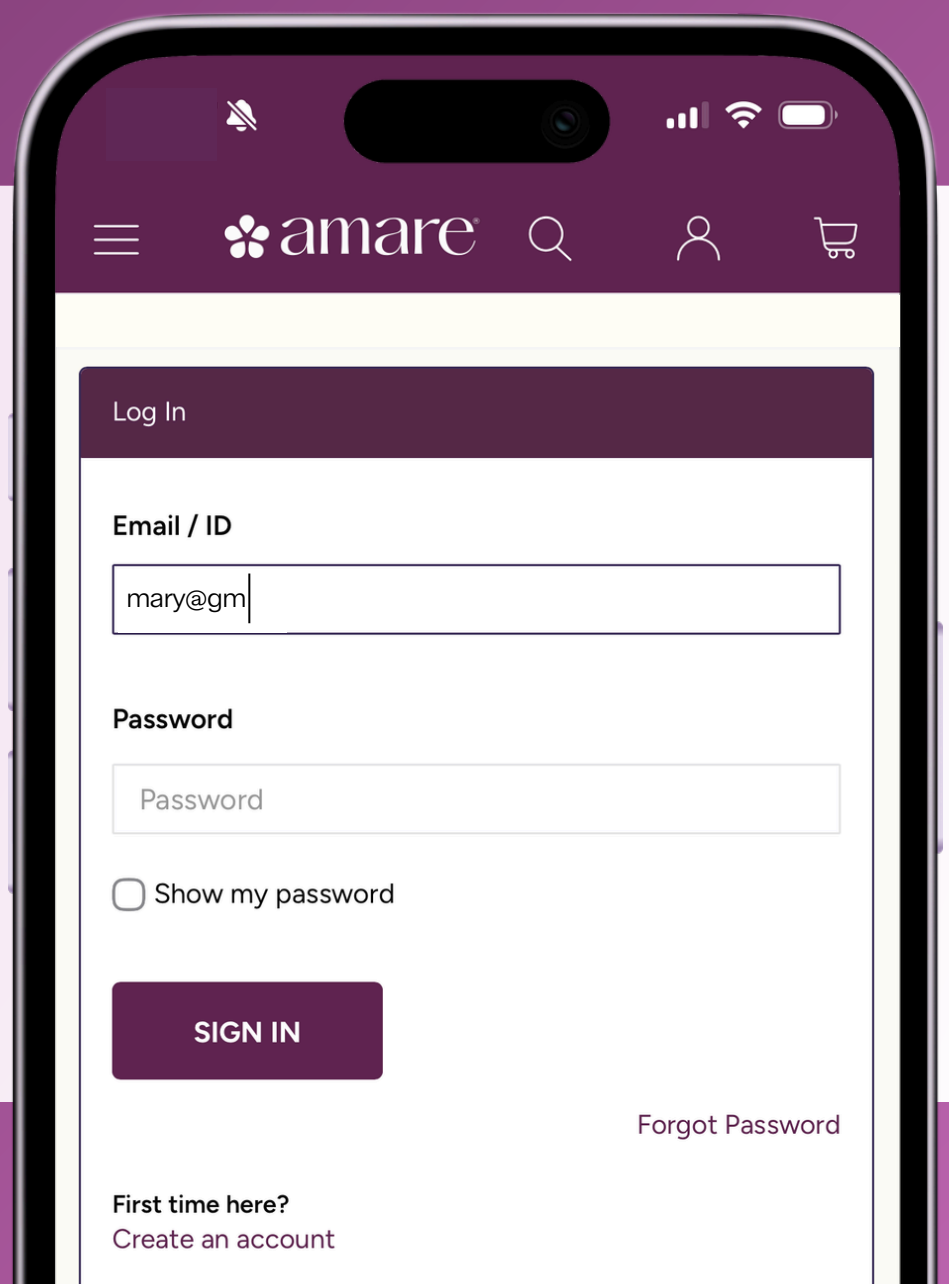 amare®
Log In
Email / ID
mary@gm
Password
Password
Show my password
SIGN IN
Forgot Password
First time here?
Create an account